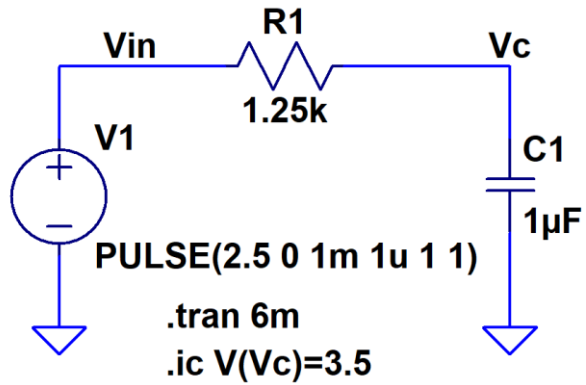 R1
Vin
Vc
1.25k
V1
C1
1µF
PULSE(2.5 0 1m 1u 1 1)
.tran 6m
.ic V(Vc)=3.5